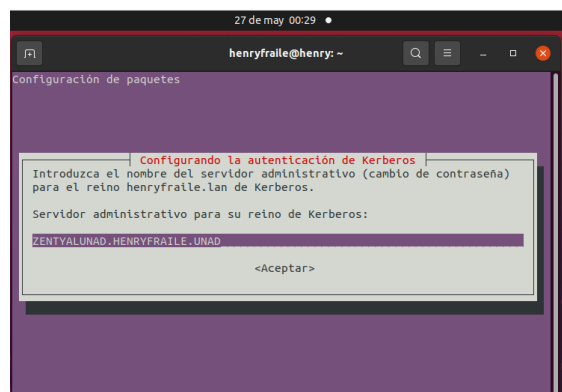 27 de may 00:29
henryfraile@henry: ~
Configuración de paquetes
Configurando la autenticación de Kerberos
Introduzca el nombre del servidor administrativo (cambio de contraseña)
para el reino henryfraile.lan de Kerberos.
Servidor administrativo para su reino de Kerberos:
ZENTYALUNAD.HENRYFRAILE.UNAD
<Aceptar>